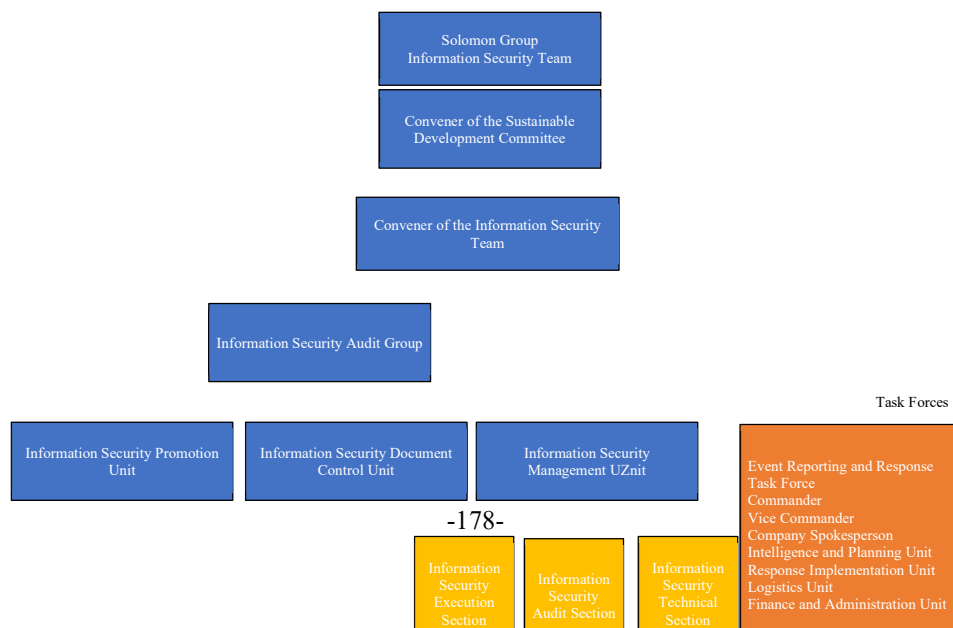 Solomon Group
Information Security Team
Convener of the Sustainable
Development Committee
Convener of the Information Security
Team
Information Security Audit Group
Task Forces
Information Security Promotion
Unit
Information Security Document
Control Unit
Information Security
Management UZnit
Event Reporting and Response
Task Force
Commander
Vice Commander
Company Spokesperson
Intelligence and Planning Unit
Response Implementation Unit
Logistics Unit
Finance and Administration Unit
-178-
Information
Security
Execution
Section
Information
Security
Audit Section
Information
Security
Technical
Section